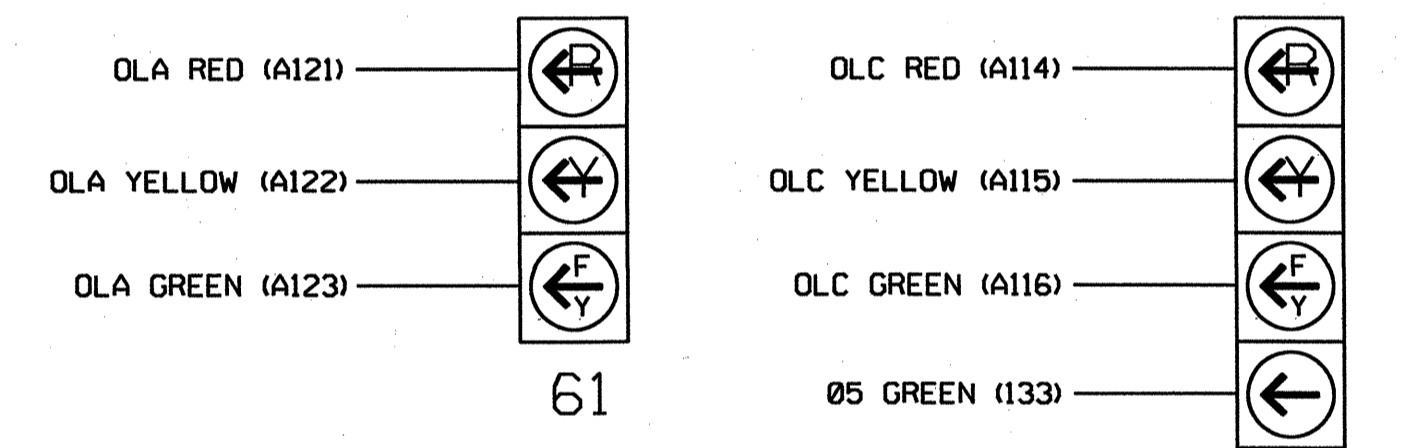 OLA RED (A121)
R
OLA YELLOW (A122)
Y
OLA GREEN (A123)
F
Y
61
OLC RED (A114)
R
OLC YELLOW (A115)
Y
OLC GREEN (A116)
F
Y
Ø5 GREEN (133)